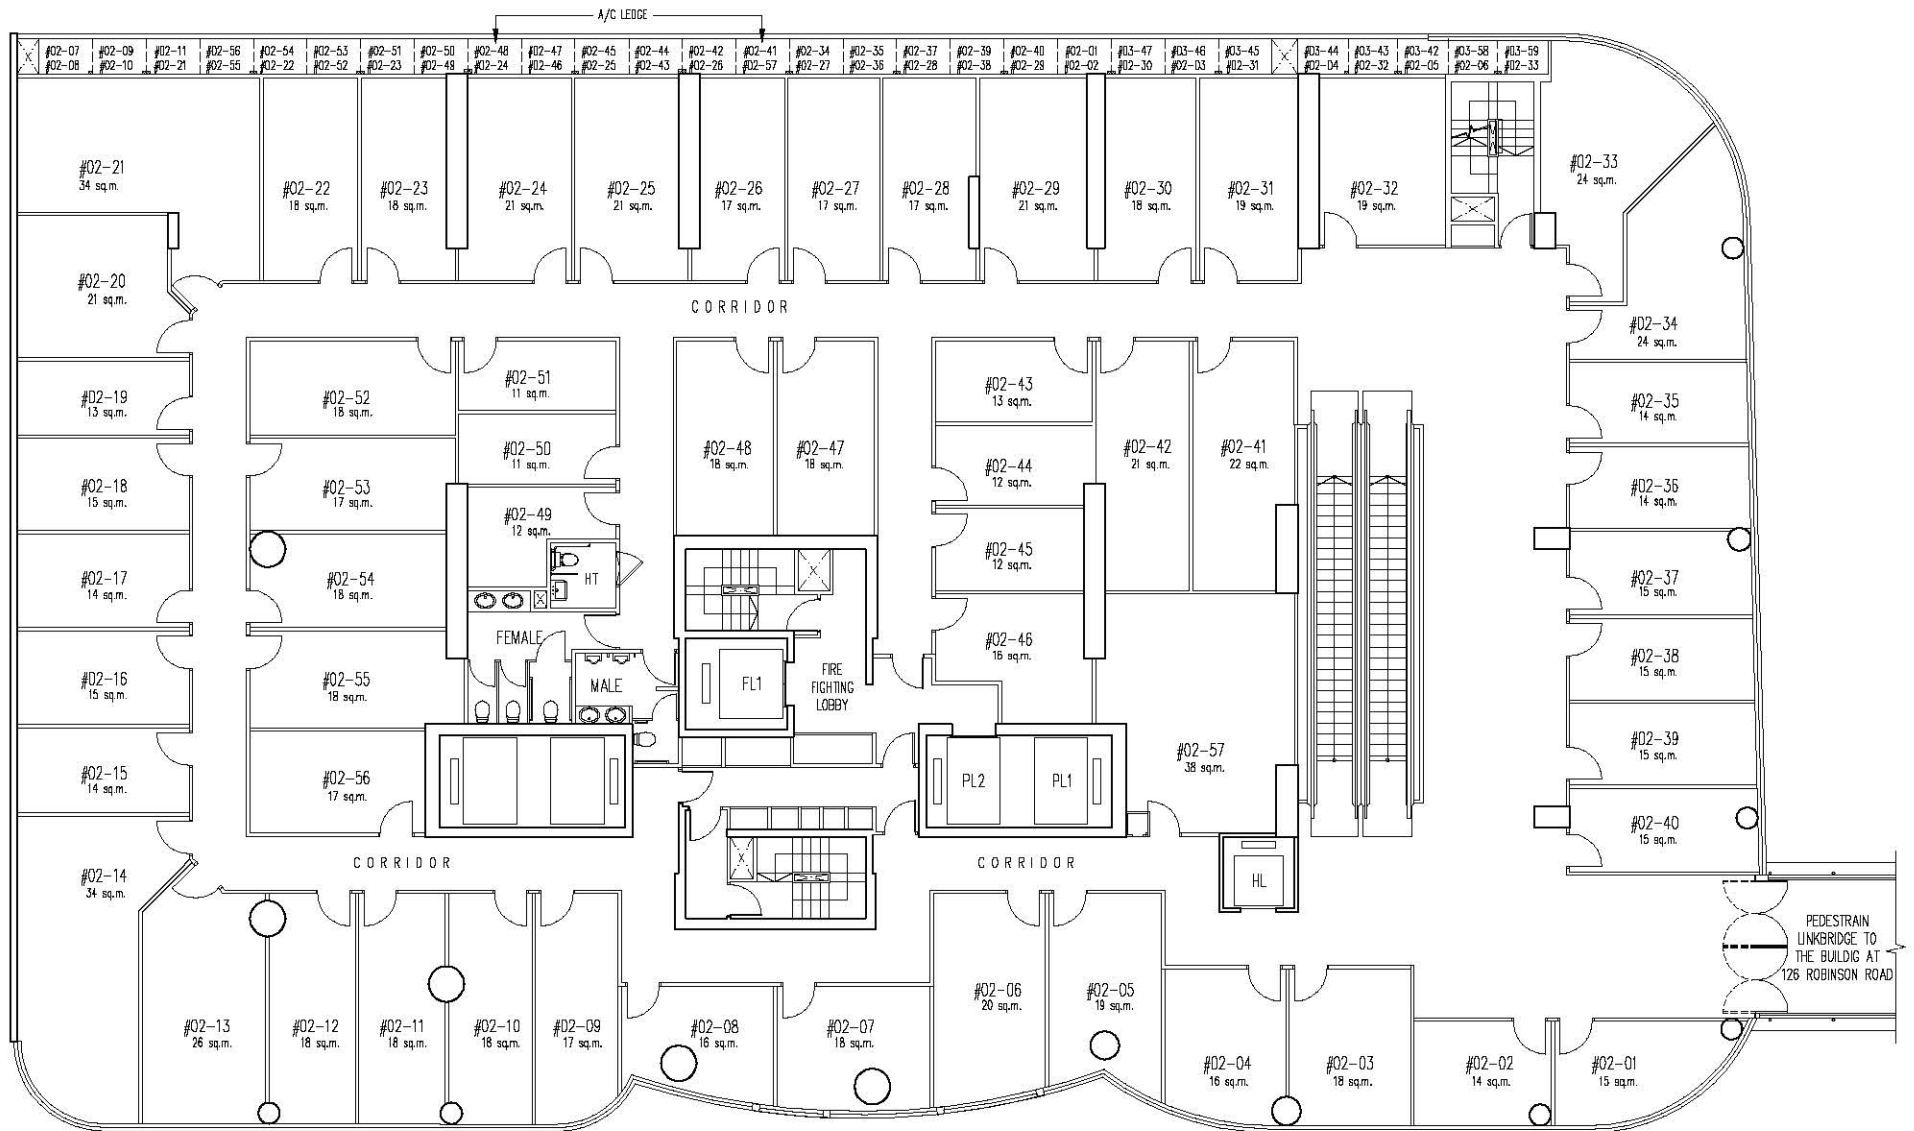 A/C LEDGE
#02-07 #02-09 #02-11 #02-56 #02-54 #02-53 #02-51 #02-50 #02-48 #02-47 #02-45 #02-44 #02-42 #02-41 #02-34 #02-35 #02-37 #02-39 #02-40 #02-01 #03-47 #03-46 #03-45 #03-44 #03-43 #03-42 #03-58 #03-59
#02-08 #02-10 #02-21 #02-55 #02-22 #02-52 #02-23 #02-49 #02-24 #02-46 #02-25 #02-43 #02-26 #02-57 #02-27 #02-36 #02-28 #02-38 #02-29 #02-02 #02-30 #02-03 #02-31 #02-04 #02-32 #02-05 #02-06 #02-33
#02-21
34 sq.m.
#02-22
18 sq.m.
#02-23
18 sq.m.
#02-24
21 sq.m.
#02-25
21 sq.m.
#02-26
17 sq.m.
#02-27
17 sq.m.
#02-28
17 sq.m.
#02-29
21 sq.m.
#02-30
18 sq.m.
#02-31
19 sq.m.
#02-32
19 sq.m.
#02-33
24 sq.m.
#02-20
21 sq.m.
CORRIDOR
#02-34
24 sq.m.
#02-19
13 sq.m.
#02-52
18 sq.m.
#02-51
11 sq.m.
#02-48
18 sq.m.
#02-47
18 sq.m.
#02-43
13 sq.m.
#02-42
21 sq.m.
#02-41
22 sq.m.
#02-35
14 sq.m.
#02-50
11 sq.m.
#02-44
12 sq.m.
#02-18
15 sq.m.
#02-53
17 sq.m.
#02-49
12 sq.m.
#02-36
14 sq.m.
#02-45
12 sq.m.
#02-17
14 sq.m.
#02-54
18 sq.m.
HT
#02-37
15 sq.m.
FEMALE
#02-46
16 sq.m.
#02-38
15 sq.m.
#02-16
15 sq.m.
#02-55
18 sq.m.
MALE
FL1
FIRE
FIGHTING
LOBBY
#02-39
15 sq.m.
#02-15
14 sq.m.
#02-56
17 sq.m.
PL2
PL1
#02-57
38 sq.m.
#02-40
15 sq.m.
#02-14
34 sq.m.
CORRIDOR
CORRIDOR
HL
PEDESTRAIN
LINKBRIDGE TO
THE BUILDIG AT
126 ROBINSON ROAD
#02-13
26 sq.m.
#02-12
18 sq.m.
#02-11
18 sq.m.
#02-10
18 sq.m.
#02-09
17 sq.m.
#02-08
16 sq.m.
#02-07
18 sq.m.
#02-06
20 sq.m.
#02-05
19 sq.m.
#02-04
16 sq.m.
#02-03
18 sq.m.
#02-02
14 sq.m.
#02-01
15 sq.m.